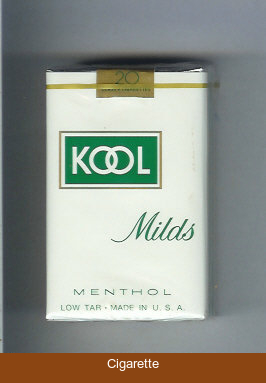 20
KOOL
Milds
MENTHOL
LOW TAR • MADE IN U. S. A.
Cigarette